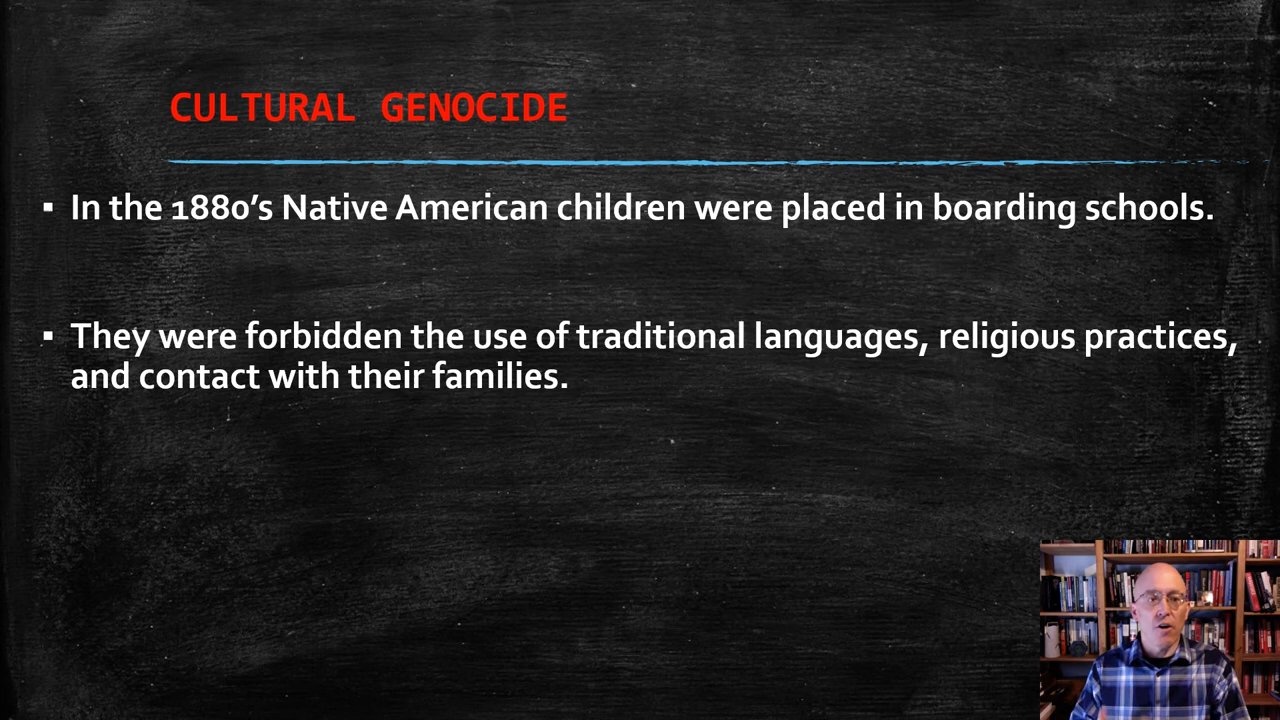 CULTURAL GENOCIDE
▪ In the 1880’s Native American children were placed in boarding schools.
▪ They were forbidden the use of traditional languages, religious practices,
and contact with their families.